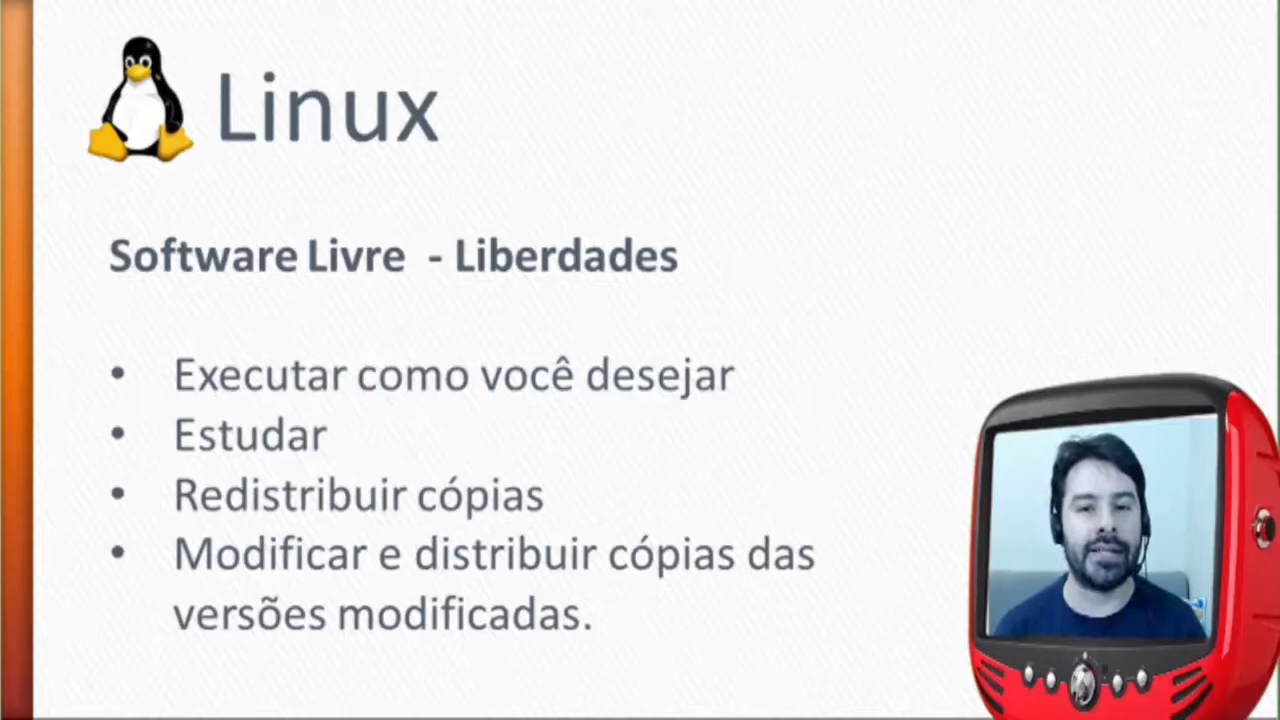 Linux
Software Livre - Liberdades
• Executar como você desejar
• Estudar
• Redistribuir cópias
• Modificar e distribuir cópias das
versões modificadas.